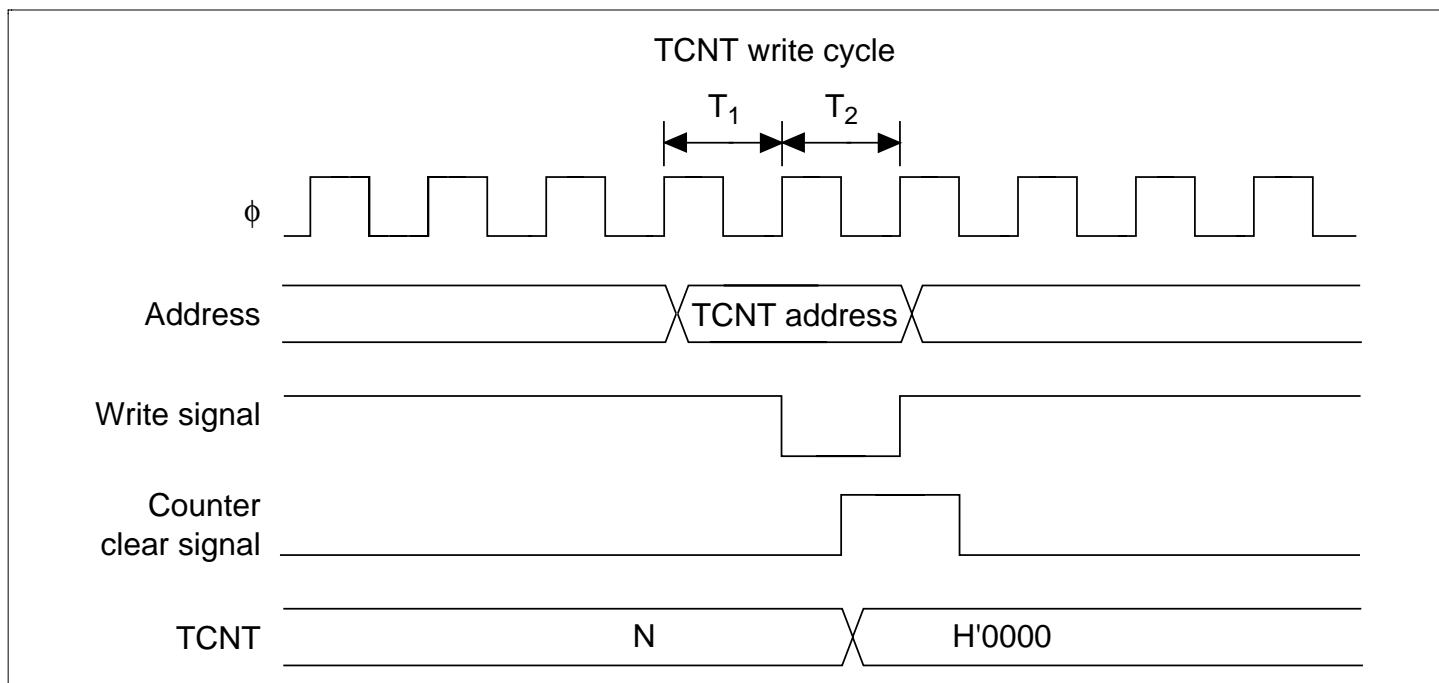 TCNT write cycle
T1 T2
ϕ
Address
TCNT address
Write signal
Counter
clear signal
TCNT
N
H'0000